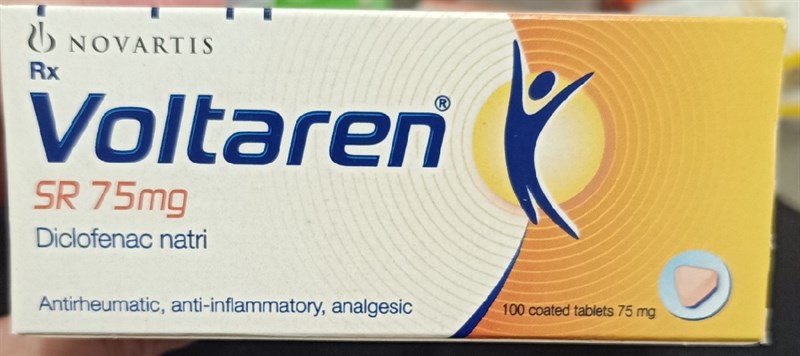 NOVARTIS
Rx
Voltaren®
SR 75mg
Diclofenac natri
Antirheumatic, anti-inflammatory, analgesic
100 coated tablets 75 mg